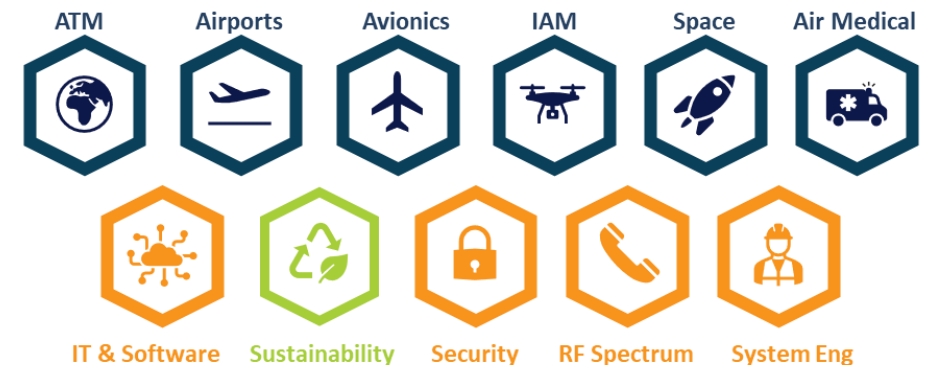 ATM Airports Avionics IAM Space Air Medical
IT & Software Sustainability Security RF Spectrum System Eng